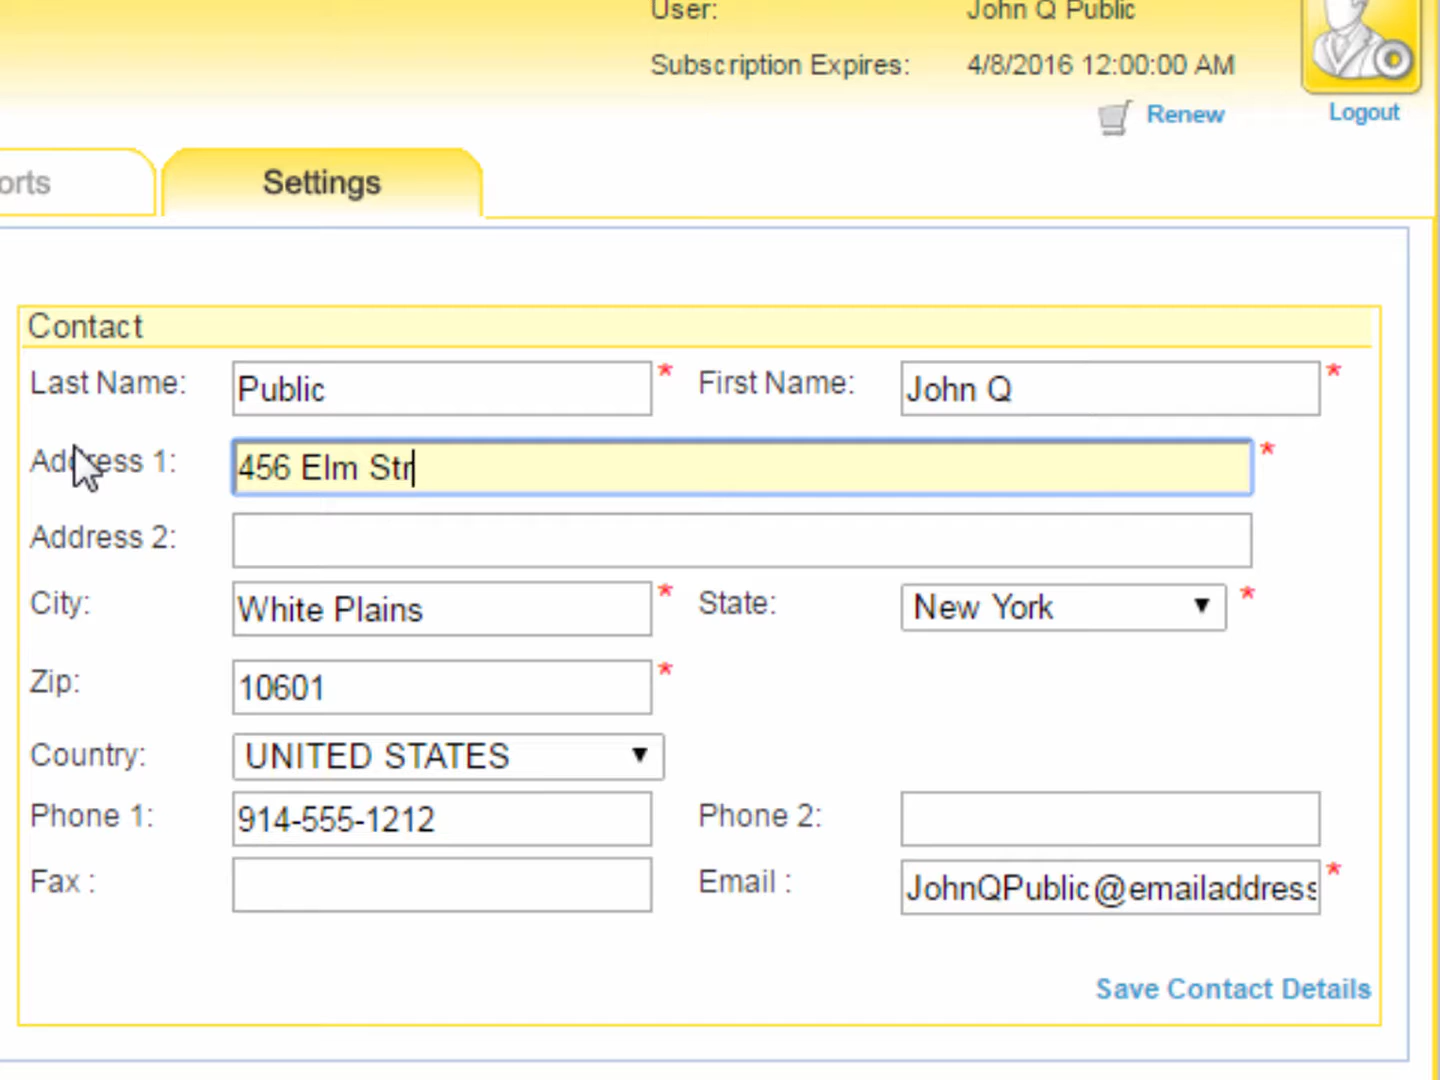 User: John Q Public
Subscription Expires: 4/8/2016 12:00:00 AM
Renew Logout
orts Settings
Contact
Last Name: Public * First Name: John Q *
Address 1: 456 Elm Str *
Address 2:
City: White Plains * State: New York *
Zip: 10601 *
Country: UNITED STATES
Phone 1: 914-555-1212 Phone 2:
Fax : Email : JohnQPublic@emailaddress *
Save Contact Details